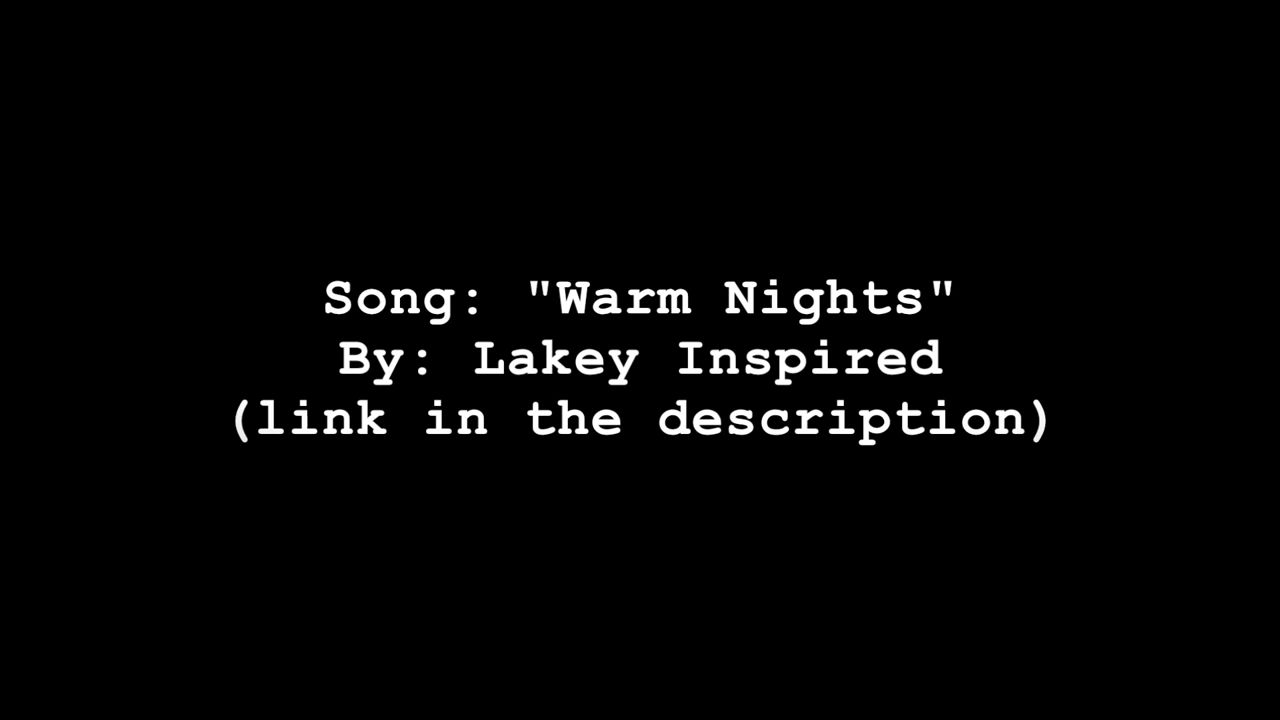 Song: "Warm Nights"
By: Lakey Inspired
(link in the description)